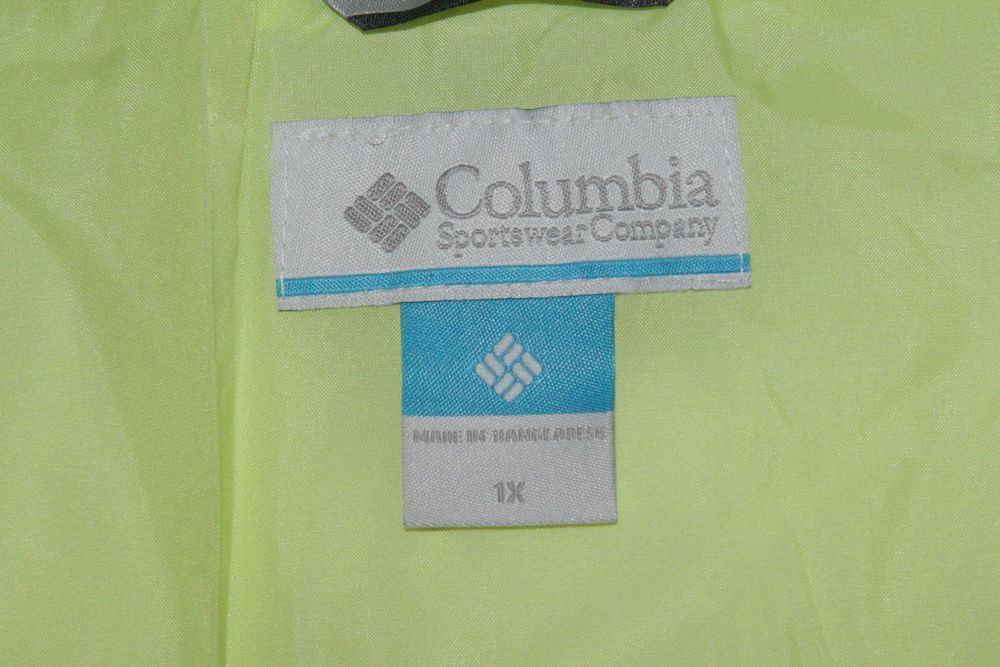 Columbia
Sportswear Company
MADE IN BANGLADESH
1X